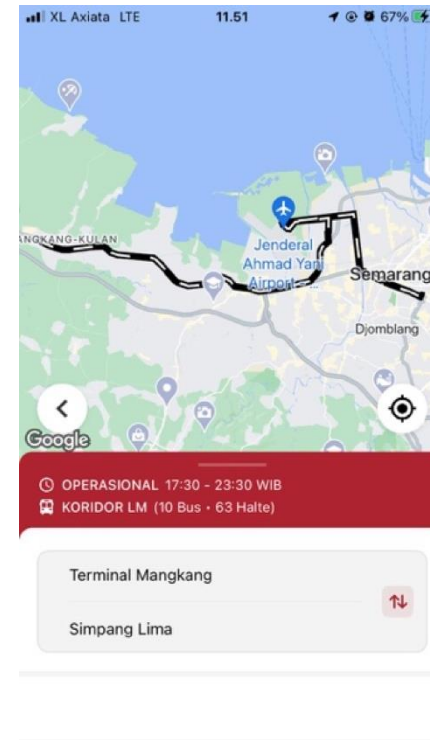 XL Axiata LTE 11.51 67%
ANGKANG-KULAN
Jenderal
Ahmad Yani
Airport
Semarang
Djomblang
Google
OPERASIONAL 17:30 - 23:30 WIB
KORIDOR LM (10 Bus • 63 Halte)
Terminal Mangkang
Simpang Lima